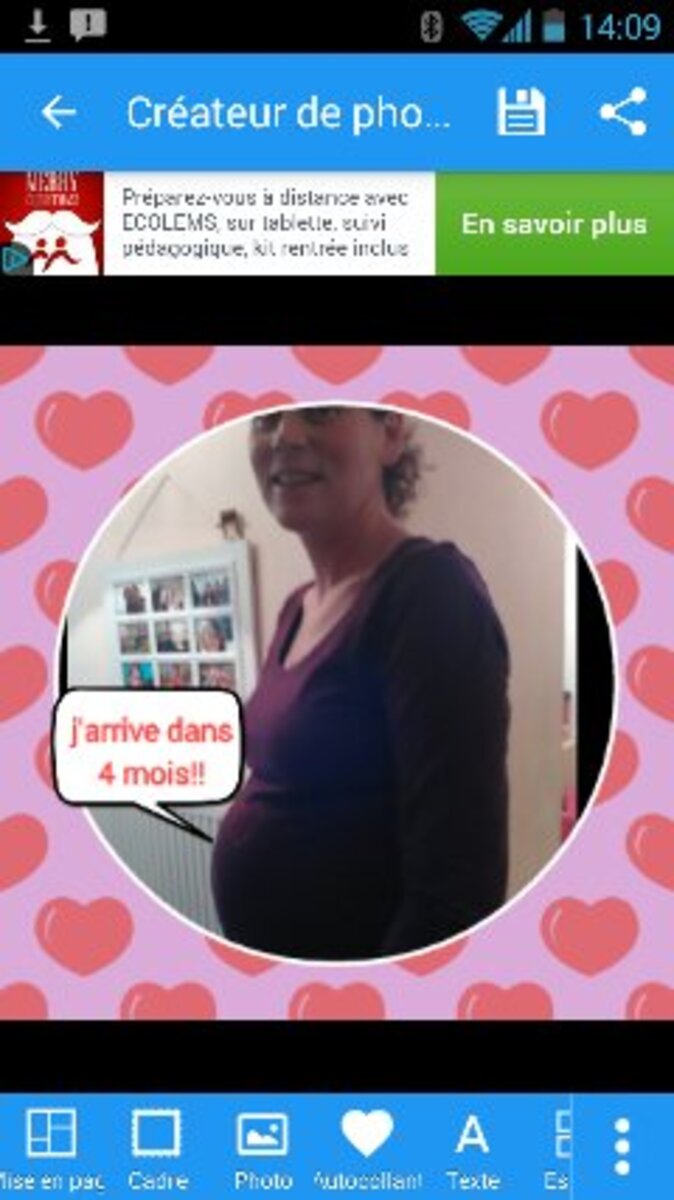 14:09
Créateur de pho...
Préparez-vous à distance avec
ECOLEMS, sur tablette, suivi
pédagogique, kit rentrée inclus
En savoir plus
j'arrive dans
4 mois!!
Mise en pag
Cadre
Photo
Autocollant
Texte
Es